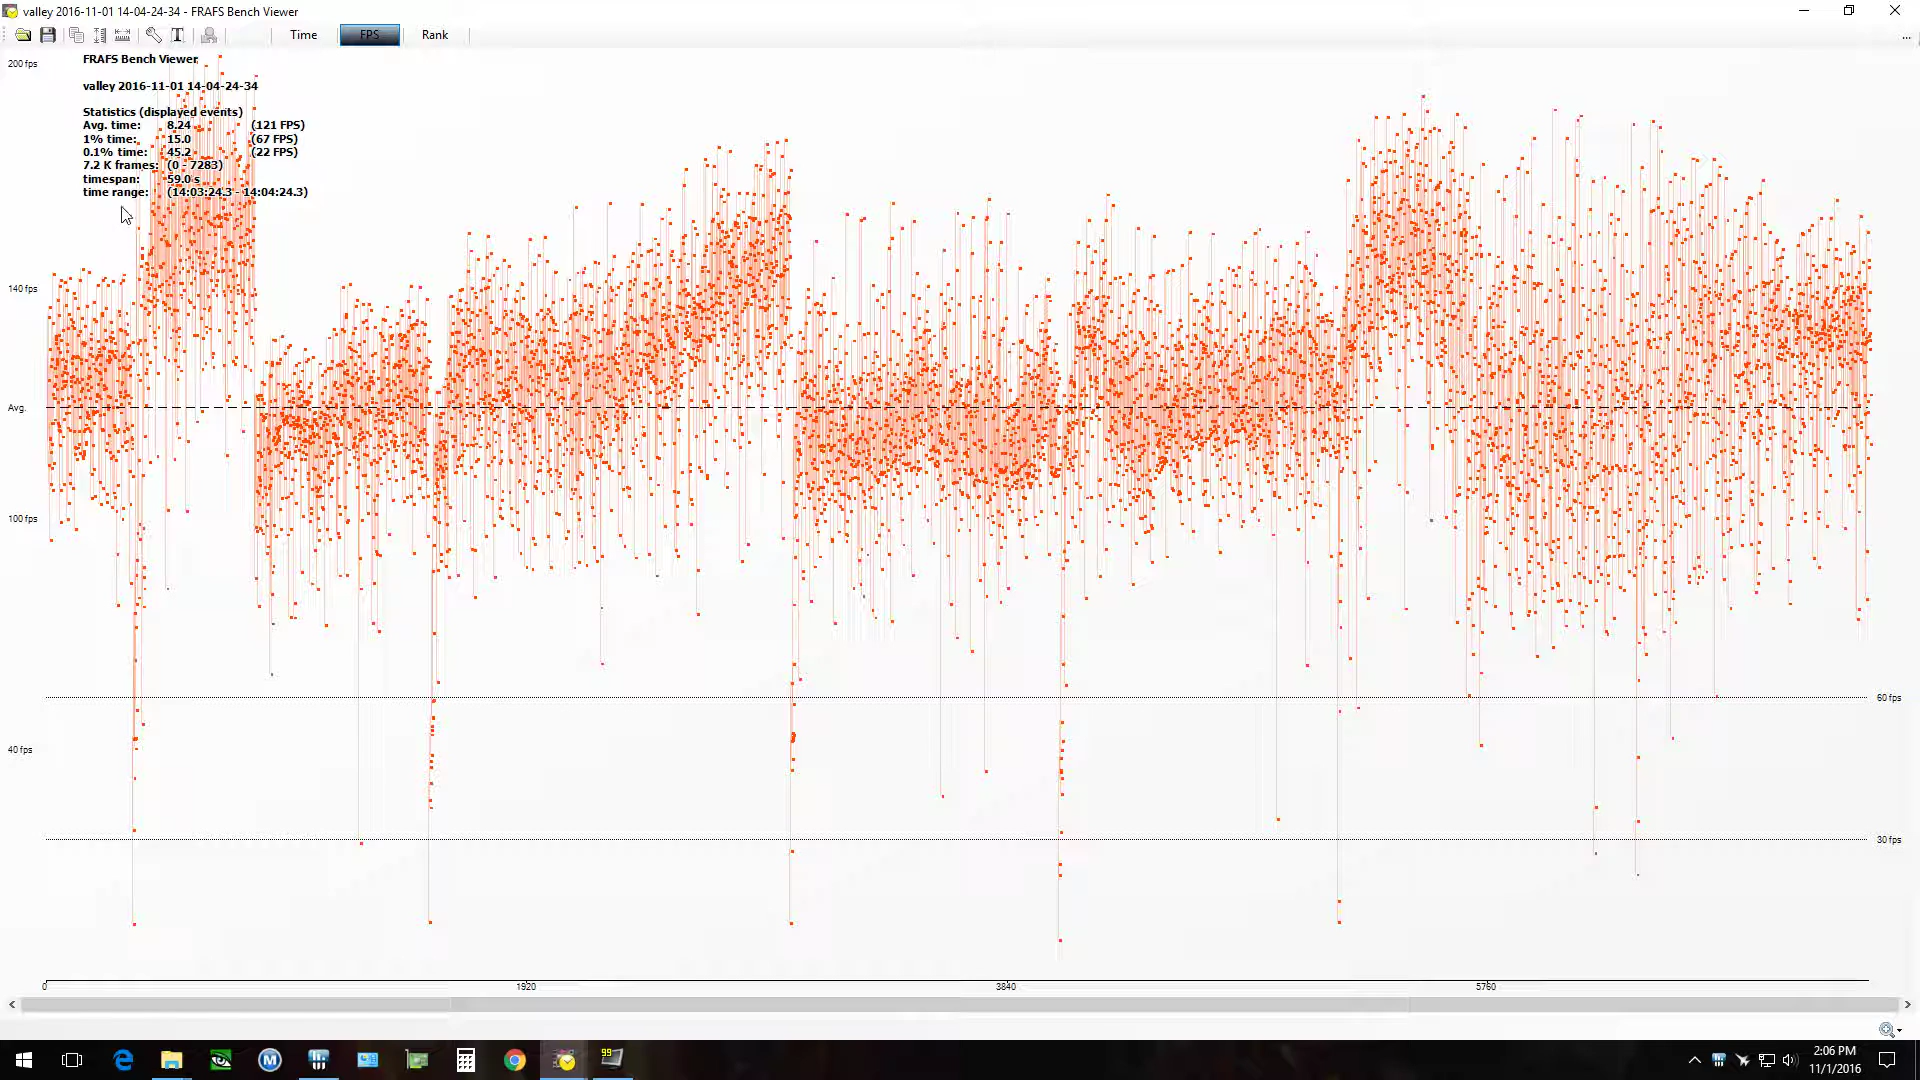 valley 2016-11-01 14-04-24-34 - FRAFS Bench Viewer
Time FPS Rank
200 fps
FRAFS Bench Viewer
valley 2016-11-01 14-04-24-34
Statistics (displayed events)
Avg. time: 8.24 (121 FPS)
1% time: 15.0 (67 FPS)
0.1% time: 45.2 (22 FPS)
7.2 K frames: (0 - 7283)
timespan: 59.0 s
time range: (14:03:24.3 - 14:04:24.3)
140 fps
Avg.
100 fps
60 fps
40 fps
30 fps
0 1920 3840 5760
99
2:06 PM
11/1/2016